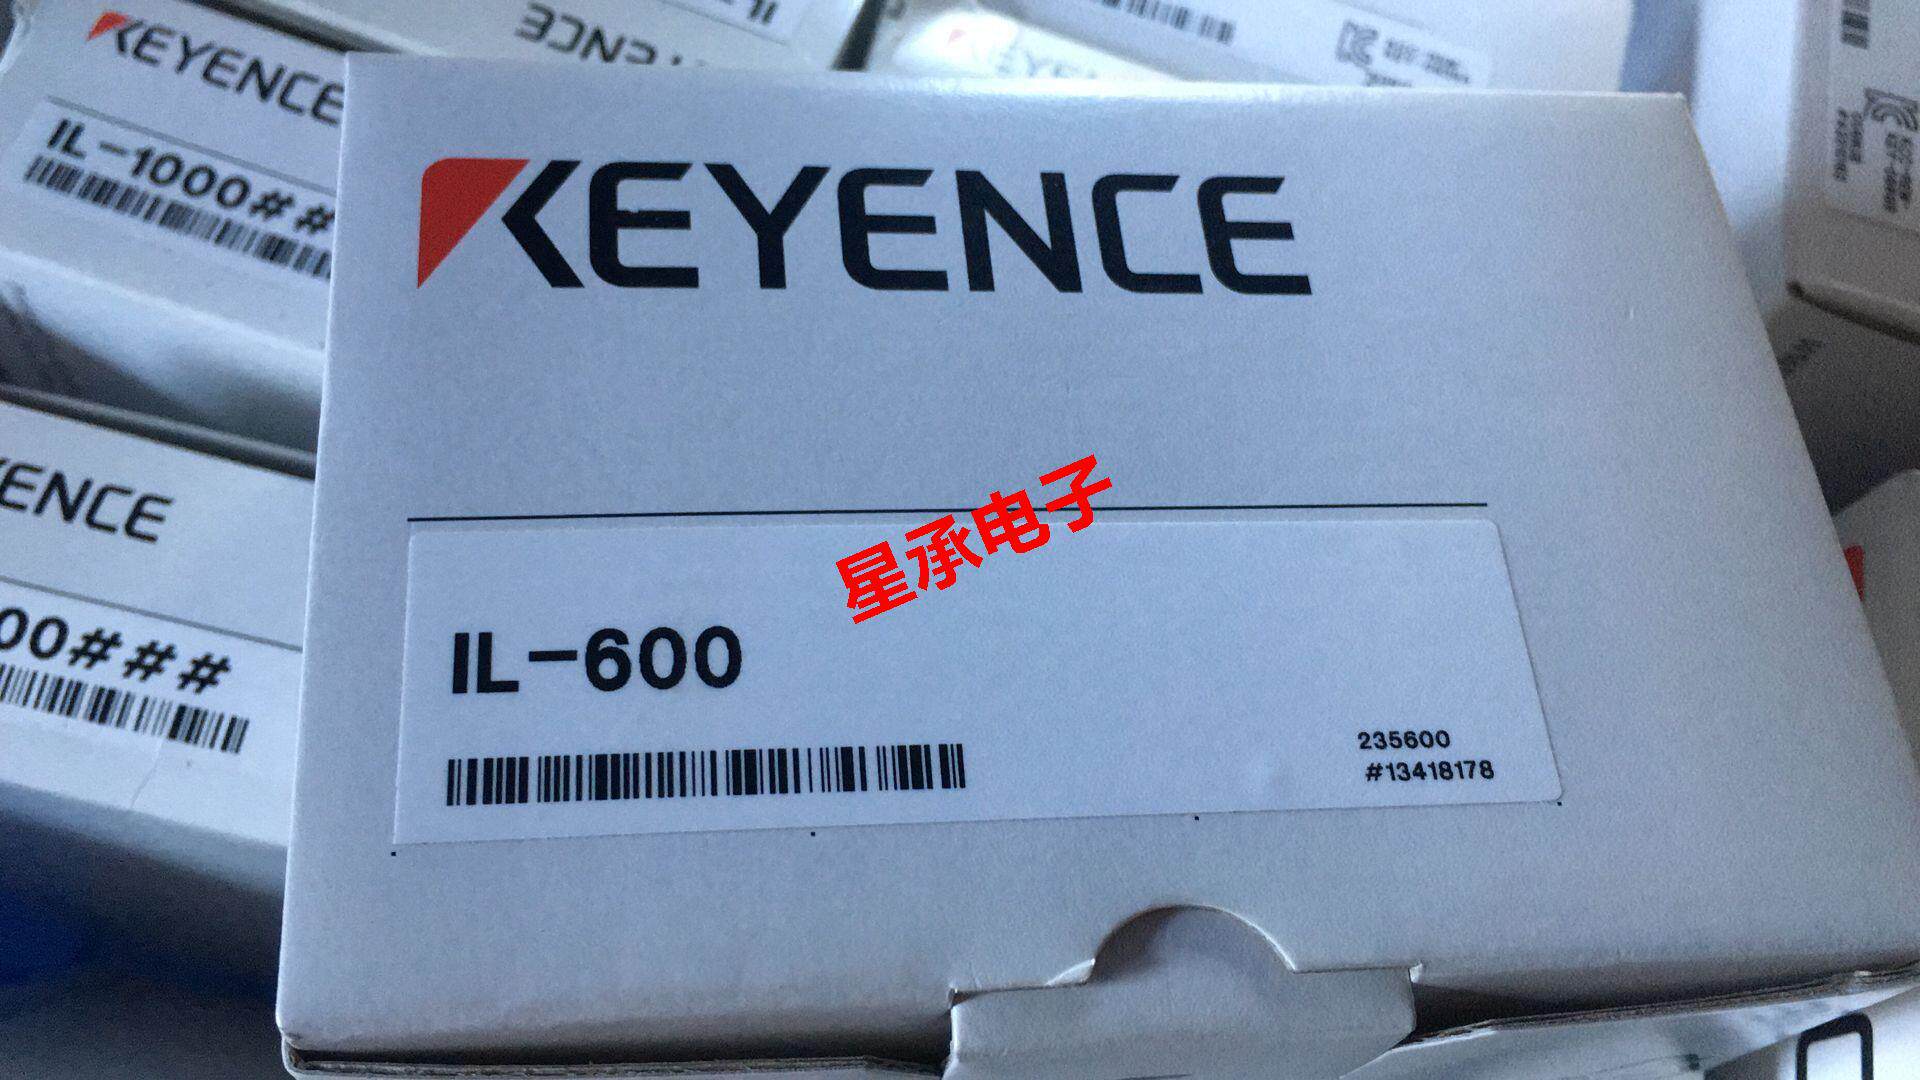 KEYENCE
IL-1000##
ENCE
00###
KEYENCE
星承电子
IL-600
235600
#13418178